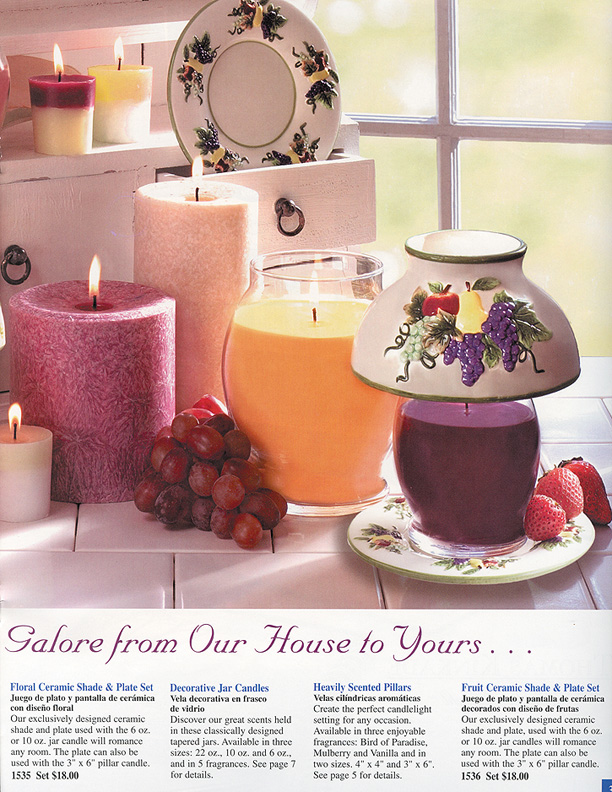 Galore from Our House to Yours . . .
Floral Ceramic Shade & Plate Set
Juego de plato y pantalla de cerámica
con diseño floral
Our exclusively designed ceramic
shade and plate used with the 6 oz.
or 10 oz. jar candle will romance
any room. The plate can also be
used with the 3" x 6" pillar candle.
1535 Set $18.00
Decorative Jar Candles
Vela decorativa en frasco
de vidrio
Discover our great scents held
in these classically designed
tapered jars. Available in three
sizes: 22 oz., 10 oz. and 6 oz.,
and in 5 fragrances. See page 7
for details.
Heavily Scented Pillars
Velas cilíndricas aromáticas
Create the perfect candlelight
setting for any occasion.
Available in three enjoyable
fragrances: Bird of Paradise,
Mulberry and Vanilla and in
two sizes. 4" x 4" and 3" x 6".
See page 5 for details.
Fruit Ceramic Shade & Plate Set
Juego de plato y pantalla de cerámica
decorados con diseño de frutas
Our exclusively designed ceramic
shade and plate, used with the 6 oz.
or 10 oz. jar candles will romance
any room. The plate can also be
used with the 3" x 6" pillar candle.
1536 Set $18.00